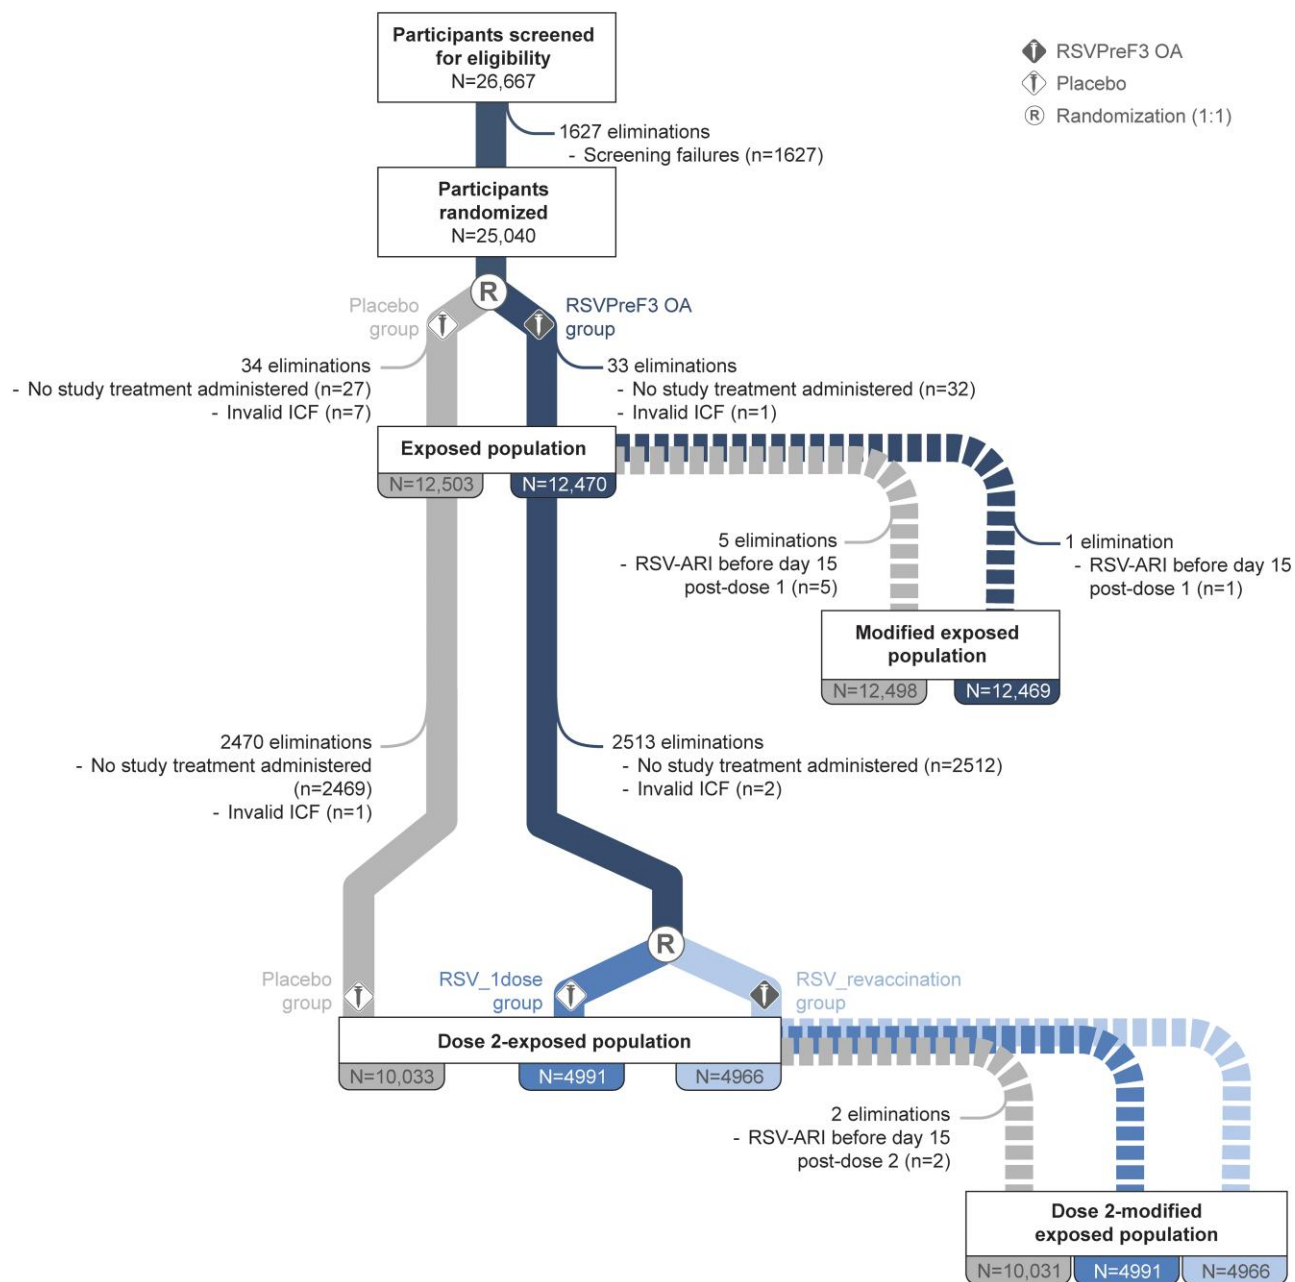 Participants screened
for eligibility
N=26,667
RSVPreF3 OA
Placebo
R Randomization (1:1)
1627 eliminations
- Screening failures (n=1627)
Participants
randomized
N=25,040
R
Placebo
group
RSVPreF3 OA
group
34 eliminations
- No study treatment administered (n=27)
- Invalid ICF (n=7)
33 eliminations
- No study treatment administered (n=32)
- Invalid ICF (n=1)
Exposed population
N=12,503
N=12,470
5 eliminations
- RSV-ARI before day 15
post-dose 1 (n=5)
1 elimination
- RSV-ARI before day 15
post-dose 1 (n=1)
Modified exposed
population
N=12,498
N=12,469
2470 eliminations
- No study treatment administered
(n=2469)
- Invalid ICF (n=1)
2513 eliminations
- No study treatment administered (n=2512)
- Invalid ICF (n=2)
R
Placebo
group
RSV_1dose
group
RSV_revaccination
group
Dose 2-exposed population
N=10,033
N=4991
N=4966
2 eliminations
- RSV-ARI before day 15
post-dose 2 (n=2)
Dose 2-modified
exposed population
N=10,031
N=4991
N=4966